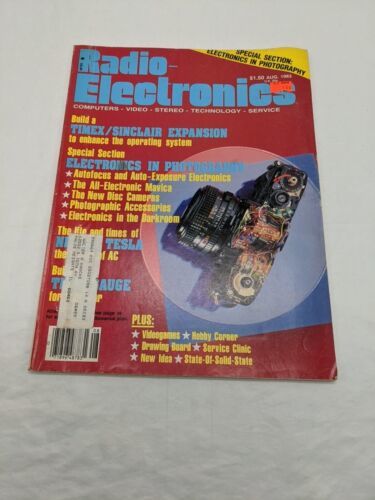 SPECIAL SECTION:
ELECTRONICS IN PHOTOGRAPHY
Radio-
Electronics
$1.50 AUG. 1983
COMPUTERS - VIDEO - STEREO - TECHNOLOGY - SERVICE
Build a
TIMEX/SINCLAIR EXPANSION
to enhance the operating system
Special Section
ELECTRONICS IN PHOTOGRAPHY
★ Autofocus and Auto-Exposure Electronics
★ The All-Electronic Mavica
★ The New Disc Cameras
★ Photographic Accessories
★ Electronics in the Darkroom
The life and times of
TESLA
the
of AC
GAUGE
for
PLUS:
★ Videogames ★ Hobby Corner
★ Drawing Board ★ Service Clinic
★ New Idea ★ State-Of-Solid-State